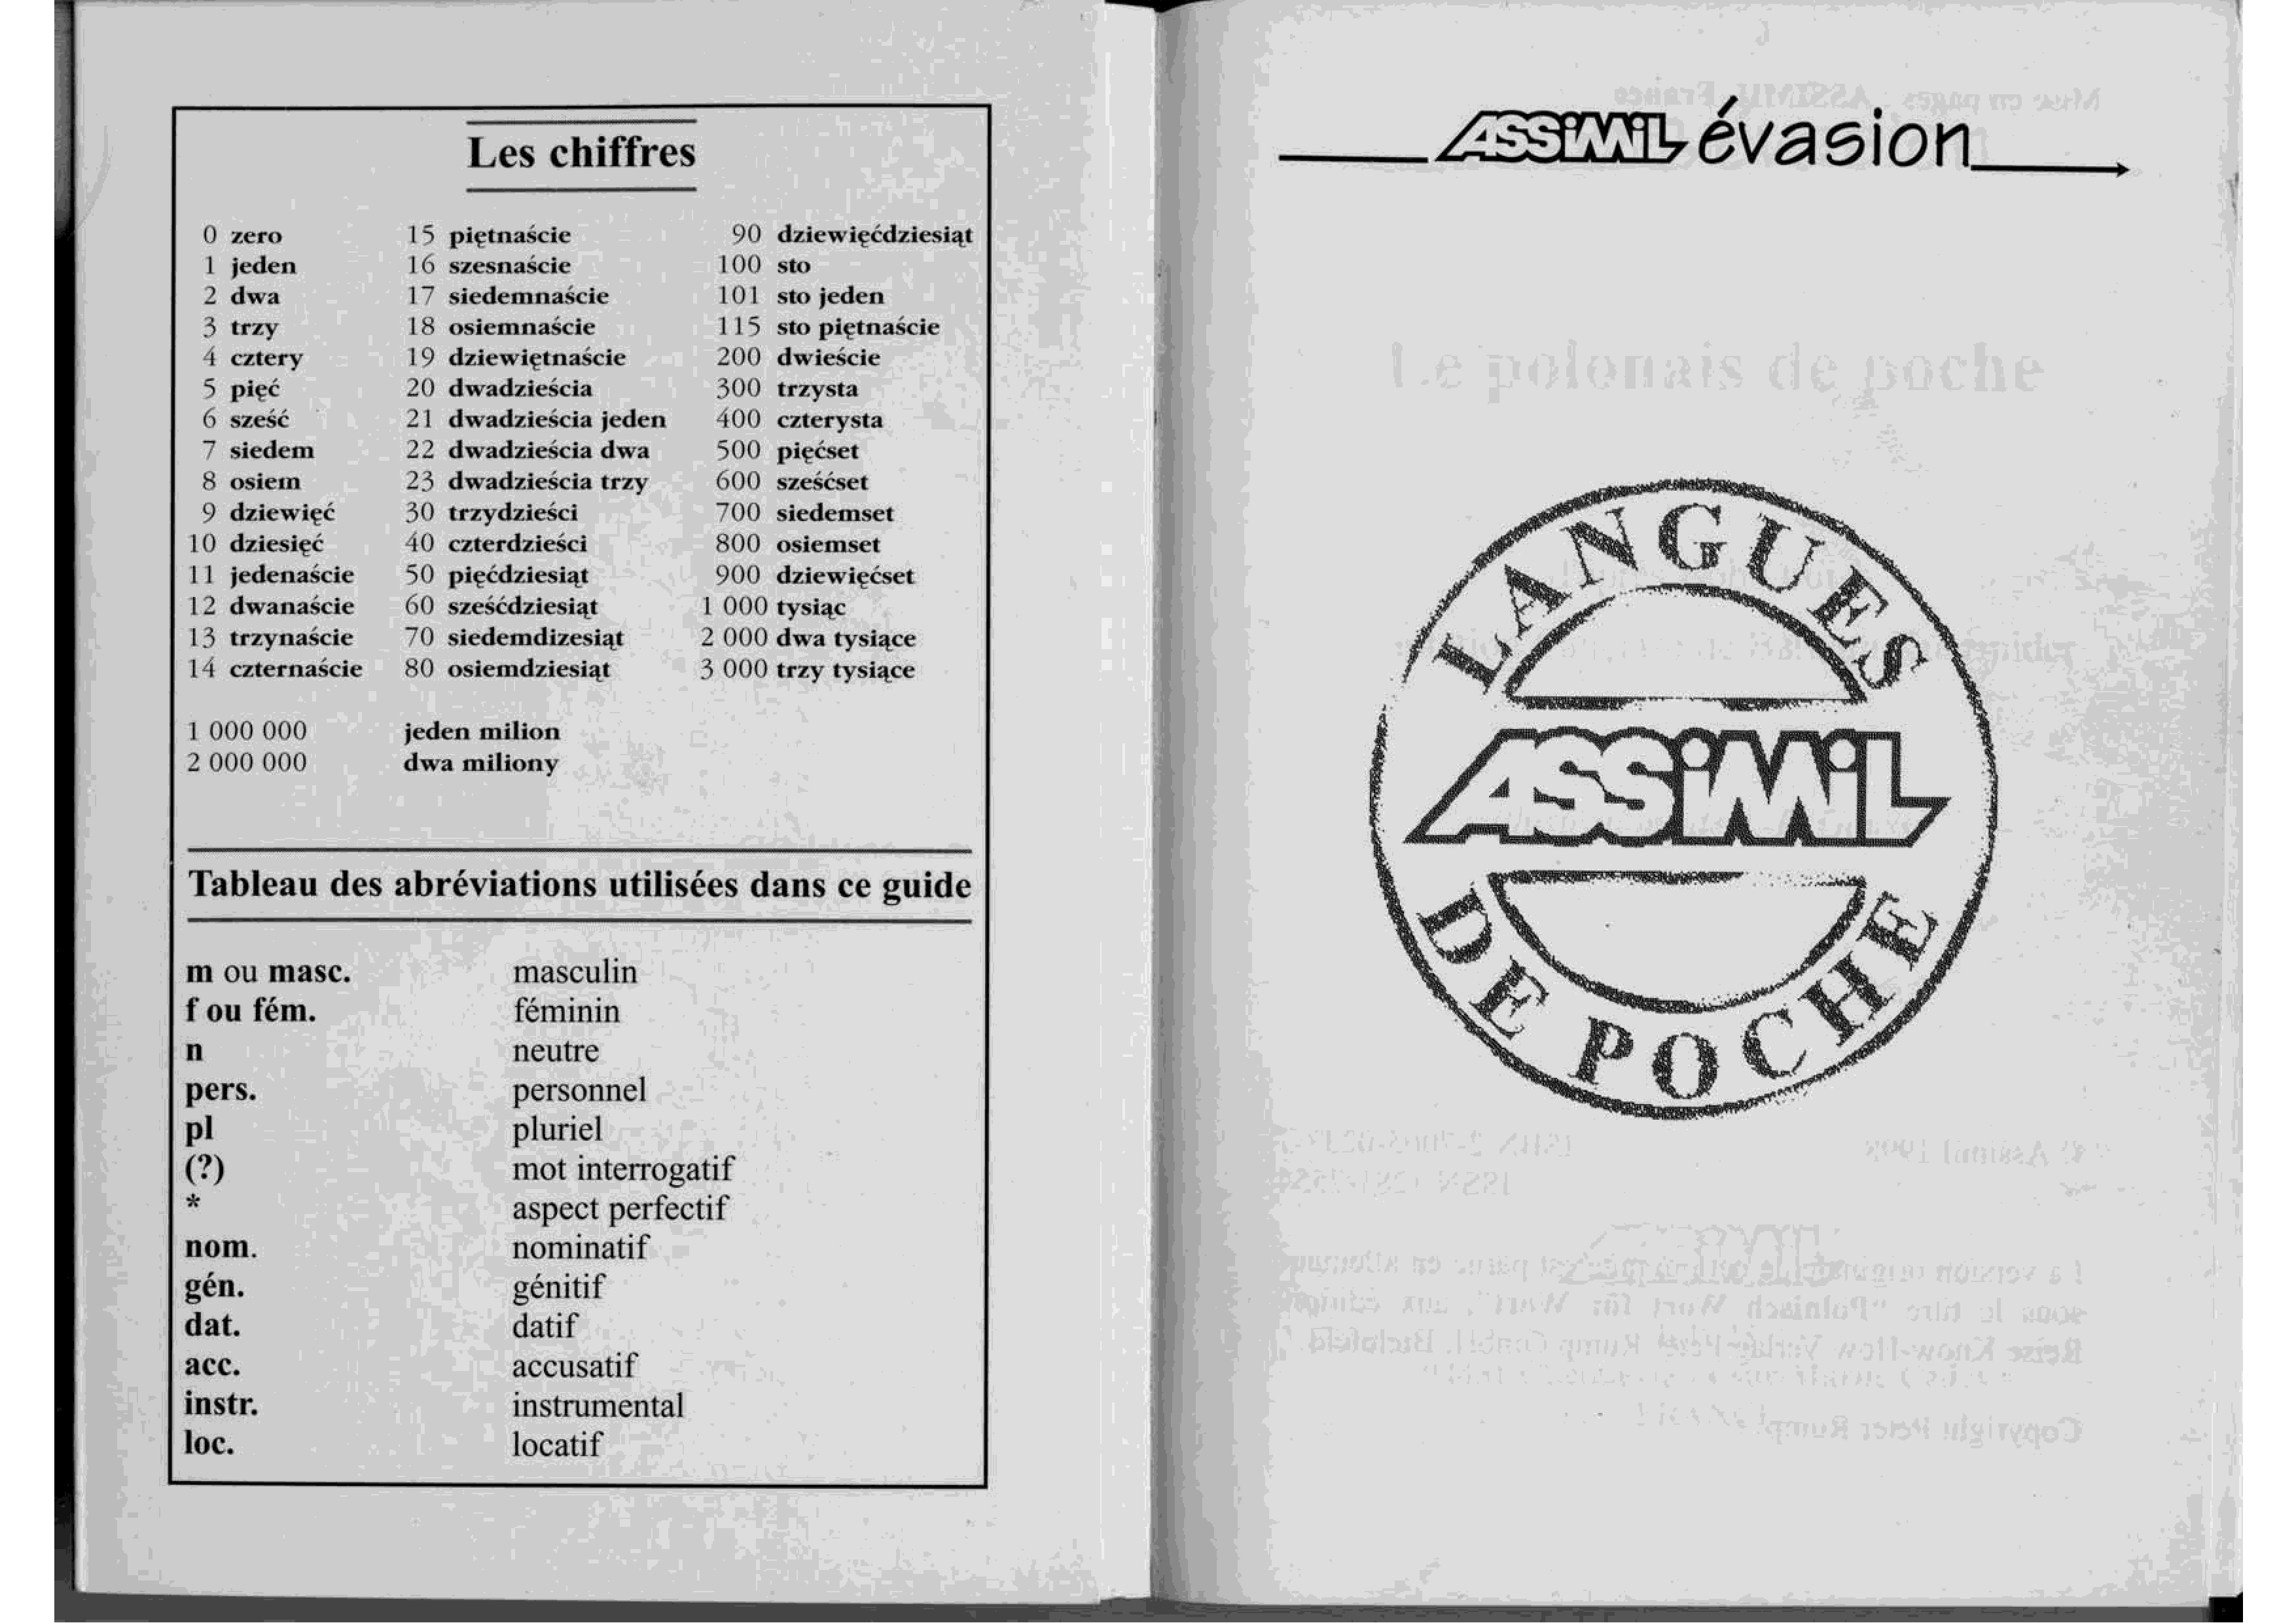 Les chiffres
0 zero
1 jeden
2 dwa
3 trzy
4 cztery
5 pięć
6 sześć
7 siedem
8 osiem
9 dziewięć
10 dziesięć
11 jedenaście
12 dwanaście
13 trzynaście
14 czternaście
15 piętnaście
16 szesnaście
17 siedemnaście
18 osiemnaście
19 dziewiętnaście
20 dwadzieścia
21 dwadzieścia jeden
22 dwadzieścia dwa
23 dwadzieścia trzy
30 trzydzieści
40 czterdzieści
50 pięćdziesiąt
60 sześćdziesiąt
70 siedemdizesiąt
80 osiemdziesiąt
90 dziewięćdziesiąt
100 sto
101 sto jeden
115 sto piętnaście
200 dwieście
300 trzysta
400 czterysta
500 pięćset
600 sześćset
700 siedemset
800 osiemset
900 dziewięćset
1 000 tysiąc
2 000 dwa tysiące
3 000 trzy tysiące
1 000 000 jeden milion
2 000 000 dwa miliony
Tableau des abréviations utilisées dans ce guide
m ou masc. masculin
f ou fém. féminin
n neutre
pers. personnel
pl pluriel
(?) mot interrogatif
* aspect perfectif
nom. nominatif
gén. génitif
dat. datif
acc. accusatif
instr. instrumental
loc. locatif
ASSiMiL évasion
Le polonais de poche
LANGUES
ASSiMiL
DE POCHE